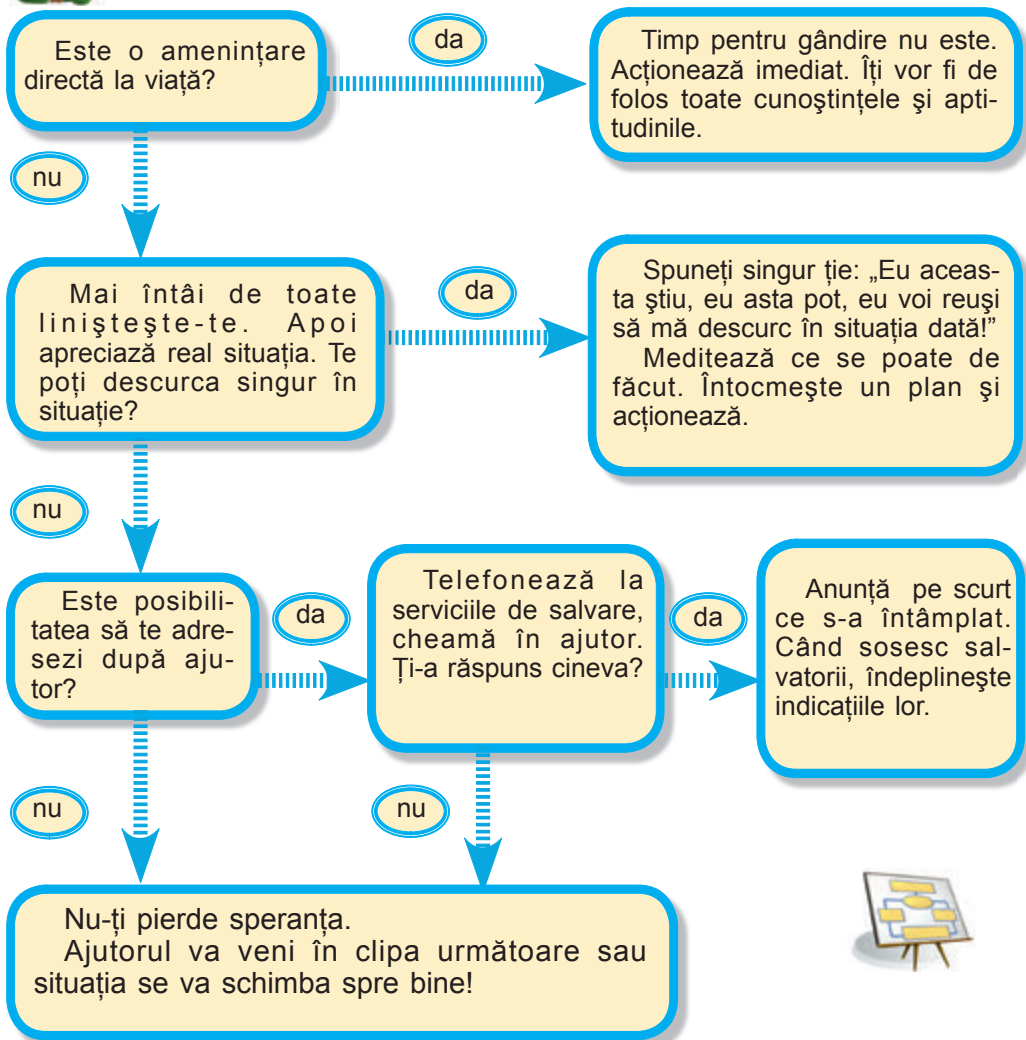 Este o amenințare
directă la viață?
da
Timp pentru gândire nu este.
Acționează imediat. Îți vor fi de
folos toate cunoştințele şi apti-
tudinile.
nu
Mai întâi de toate
linişteşte-te. Apoi
apreciază real situația. Te
poți descurca singur în
situație?
da
Spuneți singur ție: „Eu aceas-
ta ştiu, eu asta pot, eu voi reuşi
să mă descurc în situația dată!”
Meditează ce se poate de
făcut. Întocmeşte un plan şi
acționează.
nu
Este posibili-
tatea să te adre-
sezi după aju-
tor?
da
Telefonează la
serviciile de salvare,
cheamă în ajutor.
Ți-a răspuns cineva?
da
Anunță pe scurt
ce s-a întâmplat.
Când sosesc sal-
vatorii, îndeplineşte
indicațiile lor.
nu
nu
Nu-ți pierde speranța.
Ajutorul va veni în clipa următoare sau
situația se va schimba spre bine!